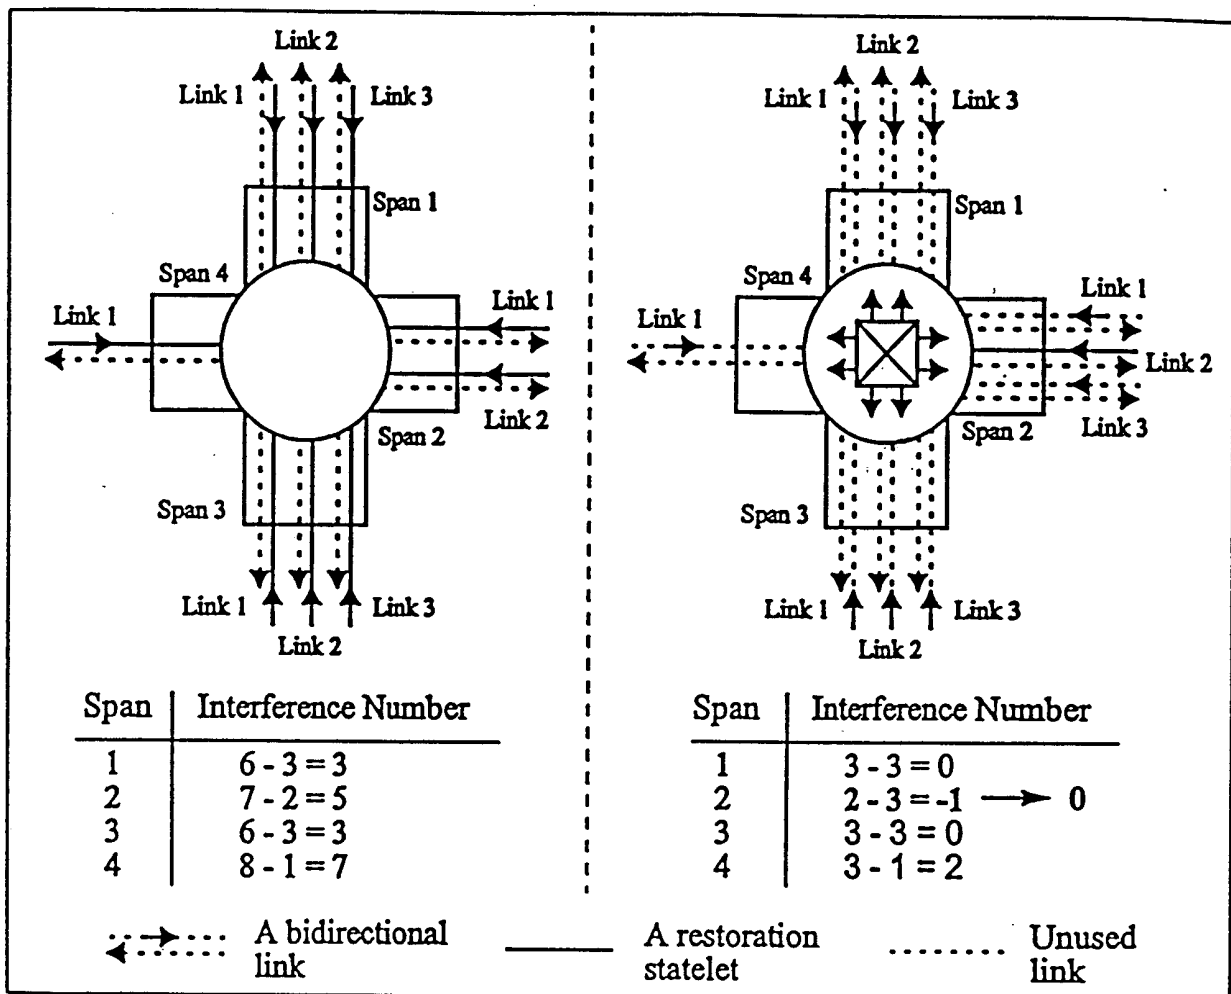 Link 2
Link 1
Link 3
Span 1
Span 4
Link 1
Link 1
Link 2
Span 2
Span 3
Link 1
Link 3
Link 2
Span | Interference Number
1 | 6 - 3 = 3
2 | 7 - 2 = 5
3 | 6 - 3 = 3
4 | 8 - 1 = 7
Link 2
Link 1
Link 3
Span 1
Span 4
Link 1
Link 1
Link 2
Span 2
Link 3
Span 3
Link 1
Link 3
Link 2
Span | Interference Number
1 | 3 - 3 = 0
2 | 2 - 3 = -1 → 0
3 | 3 - 3 = 0
4 | 3 - 1 = 2
A bidirectional
link
A restoration
statelet
Unused
link